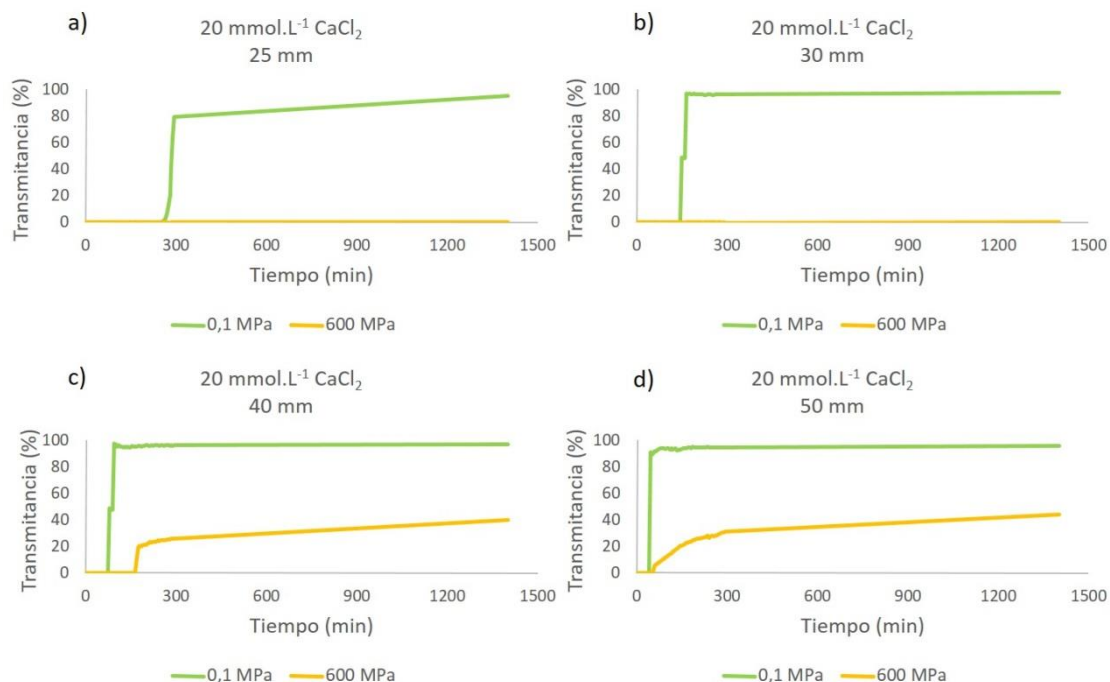 a)
20 mmol.L⁻¹ CaCl₂
25 mm
Transmitancia (%)
100
80
60
40
20
0
0 300 600 900 1200 1500
Tiempo (min)
0,1 MPa 600 MPa
b)
20 mmol.L⁻¹ CaCl₂
30 mm
Transmitancia (%)
100
80
60
40
20
0
0 300 600 900 1200 1500
Tiempo (min)
0,1 MPa 600 MPa
c)
20 mmol.L⁻¹ CaCl₂
40 mm
Transmitancia (%)
100
80
60
40
20
0
0 300 600 900 1200 1500
Tiempo (min)
0,1 MPa 600 MPa
d)
20 mmol.L⁻¹ CaCl₂
50 mm
Transmitancia (%)
100
80
60
40
20
0
0 300 600 900 1200 1500
Tiempo (min)
0,1 MPa 600 MPa